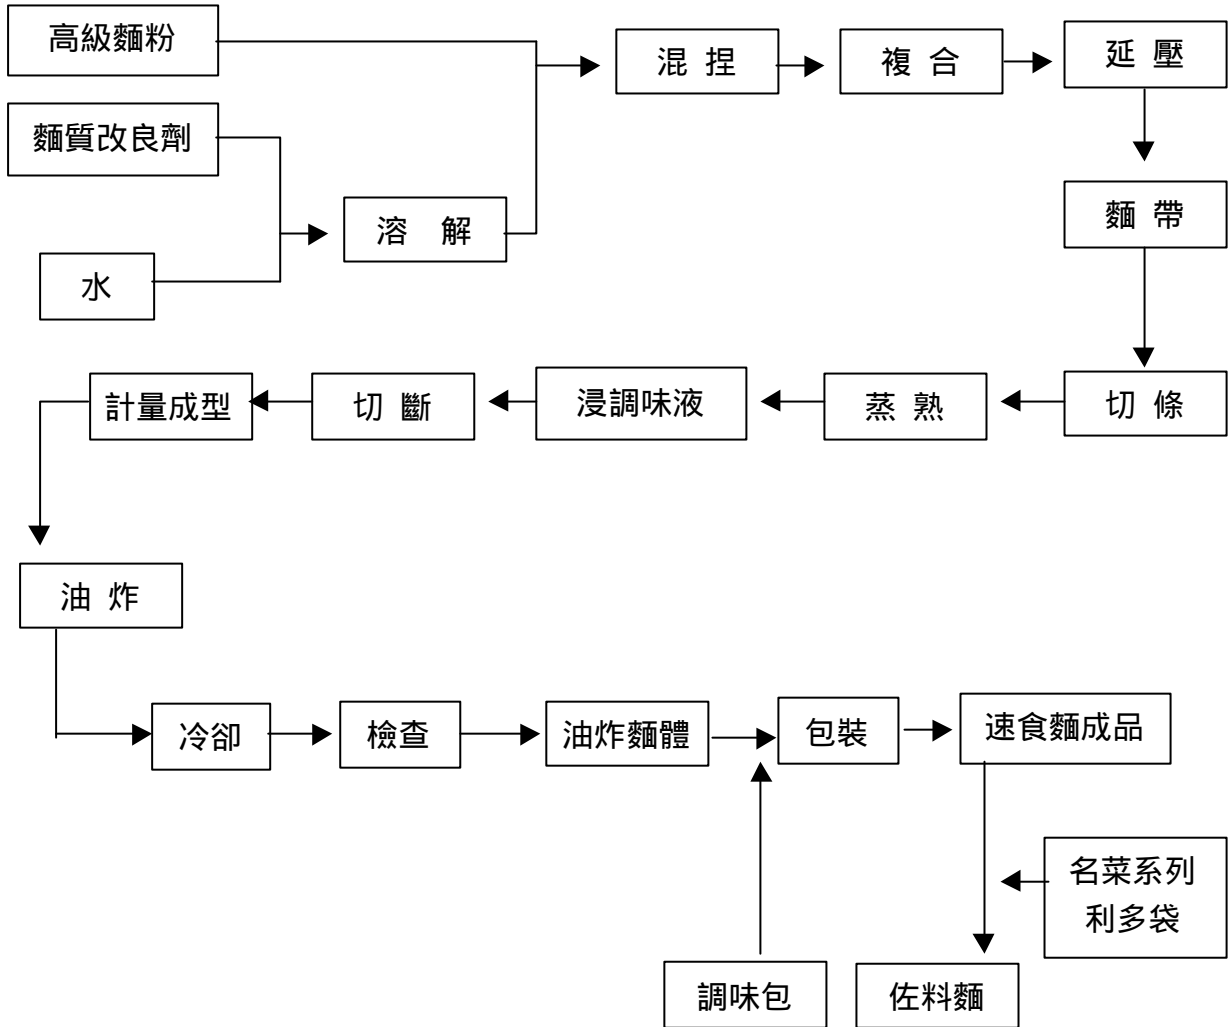 高級麵粉
混捏
複合
延壓
麵質改良劑
溶解
麵帶
水
計量成型
切斷
浸調味液
蒸熟
切條
油炸
冷卻
檢查
油炸麵體
包裝
速食麵成品
名菜系列
利多袋
調味包
佐料麵